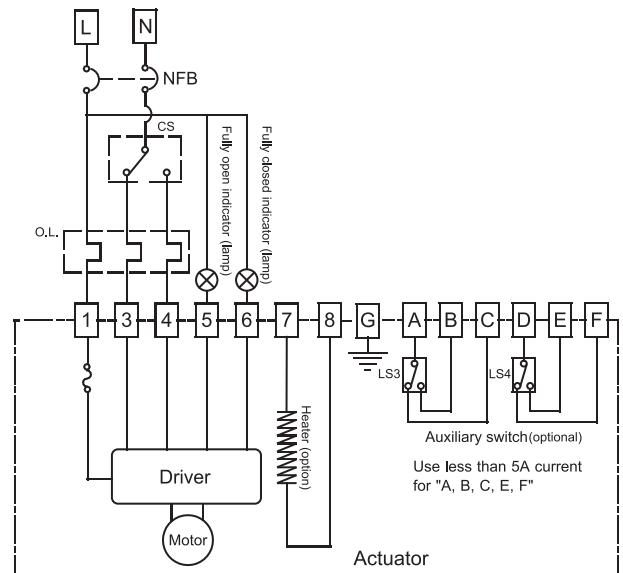 L N
NFB
CS
Fully open indicator (lamp)
Fully closed indicator (lamp)
O.L.
1 3 4 5 6 7 8 G A B C D E F
LS3
LS4
Heater (option)
Auxiliary switch(optional)
Use less than 5A current
for "A, B, C, E, F"
Driver
Motor
Actuator